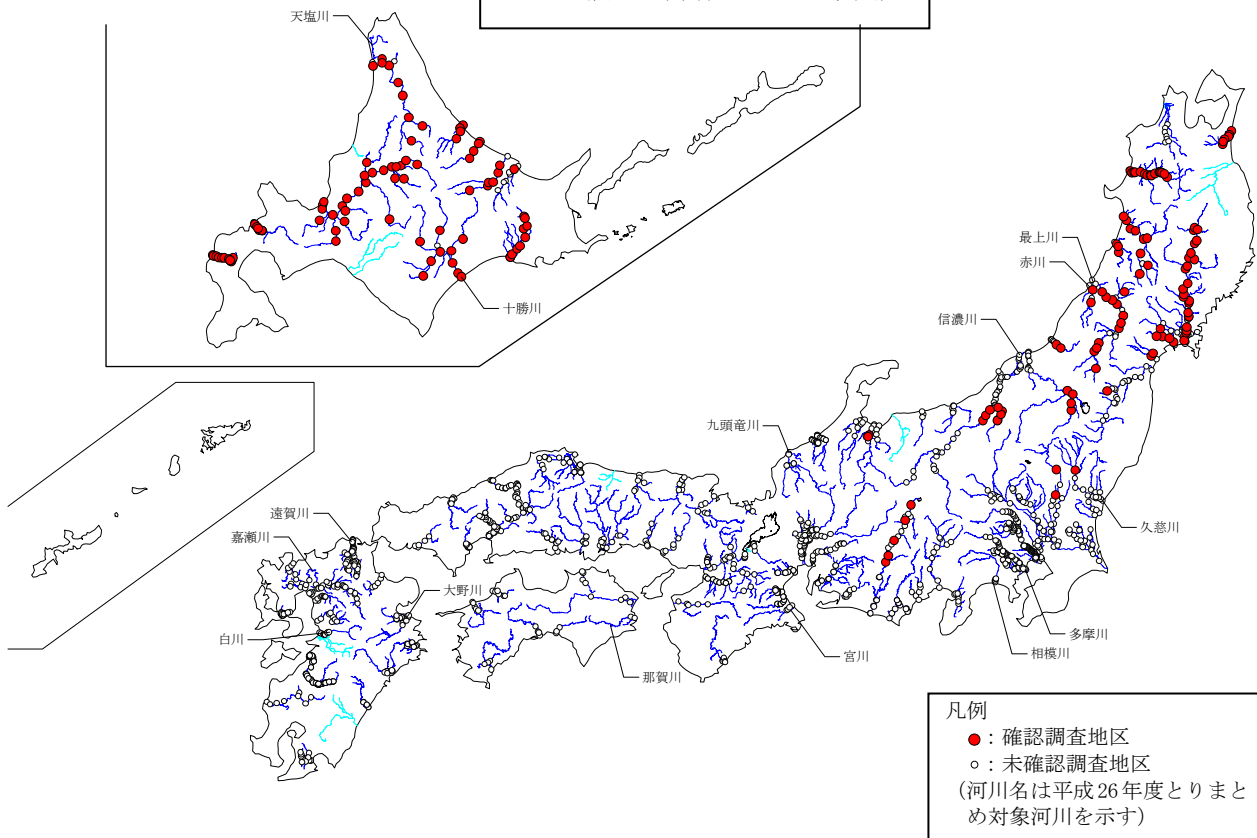 天塩川
十勝川
最上川
赤川
信濃川
九頭竜川
遠賀川
嘉瀬川
大野川
白川
那賀川
宮川
相模川
多摩川
久慈川
凡例
●：確認調査地区
○：未確認調査地区
(河川名は平成26年度とりまと
め対象河川を示す)